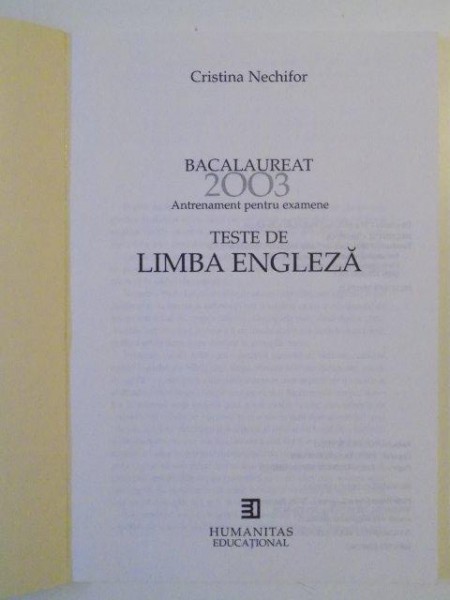 Cristina Nechifor
BACALAUREAT
2003
Antrenament pentru examene
TESTE DE
LIMBA ENGLEZĂ
HUMANITAS
EDUCAȚIONAL